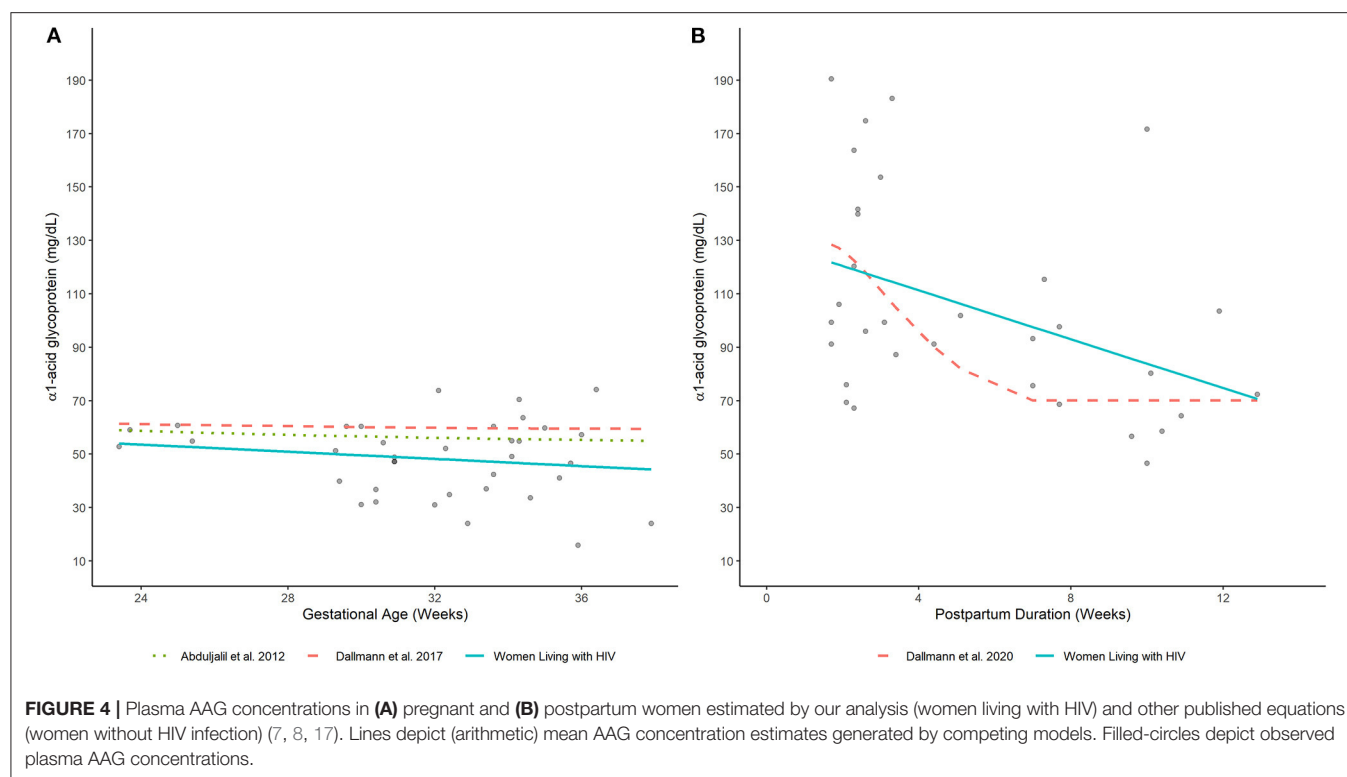 A
α1-acid glycoprotein (mg/dL)
190
170
150
130
110
90
70
50
30
10
24
28
32
36
Gestational Age (Weeks)
Abduljalil et al. 2012
Dallmann et al. 2017
Women Living with HIV
B
α1-acid glycoprotein (mg/dL)
190
170
150
130
110
90
70
50
30
10
0
4
8
12
Postpartum Duration (Weeks)
Dallmann et al. 2020
Women Living with HIV
FIGURE 4 | Plasma AAG concentrations in (A) pregnant and (B) postpartum women estimated by our analysis (women living with HIV) and other published equations
(women without HIV infection) (7, 8, 17). Lines depict (arithmetic) mean AAG concentration estimates generated by competing models. Filled-circles depict observed
plasma AAG concentrations.